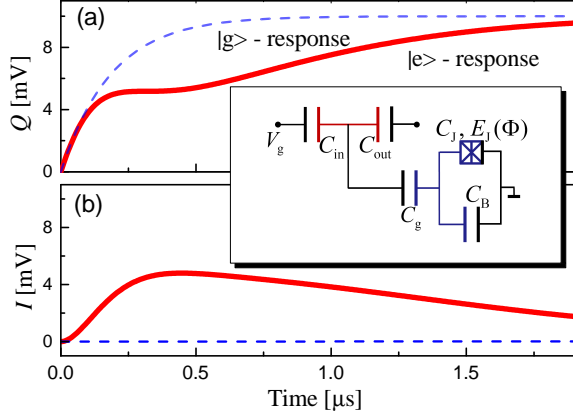 (a)
|g> - response
|e> - response
Q [mV]
8
4
0
V_g
C_in
C_out
C_J, E_J(Φ)
C_g
C_B
(b)
I [mV]
8
4
0
0.0 0.5 1.0 1.5
Time [μs]